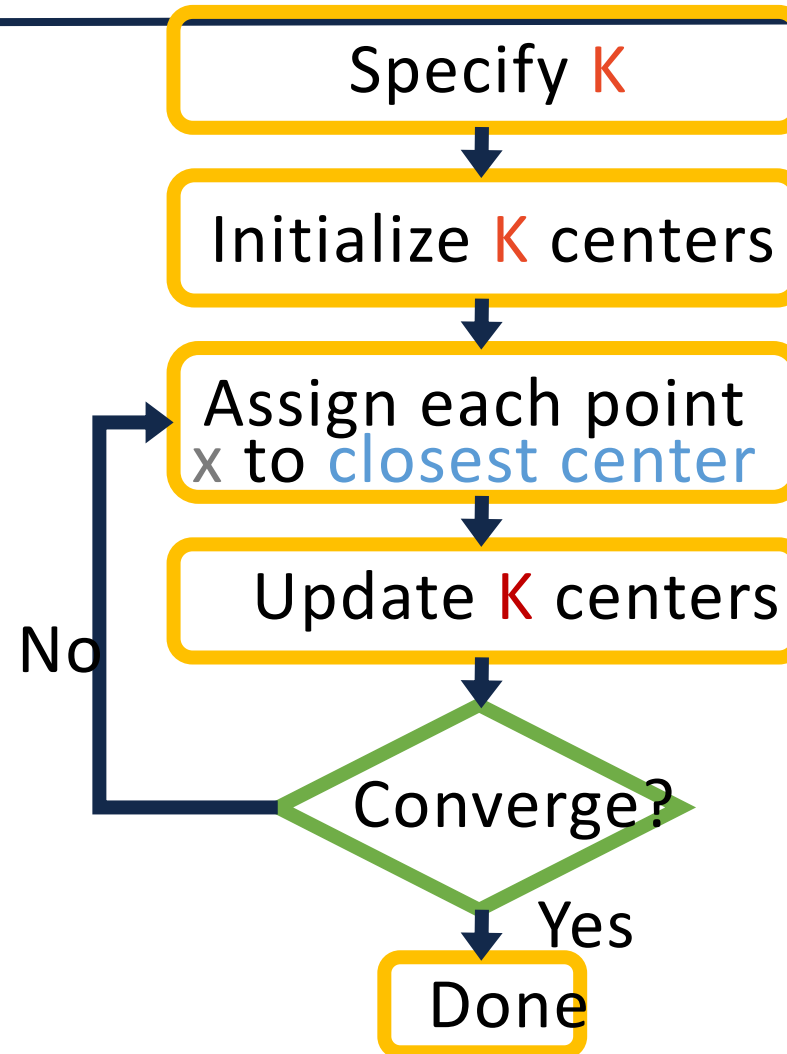 Specify K
Initialize K centers
Assign each point
x to closest center
Update K centers
No
Converge?
Yes
Done